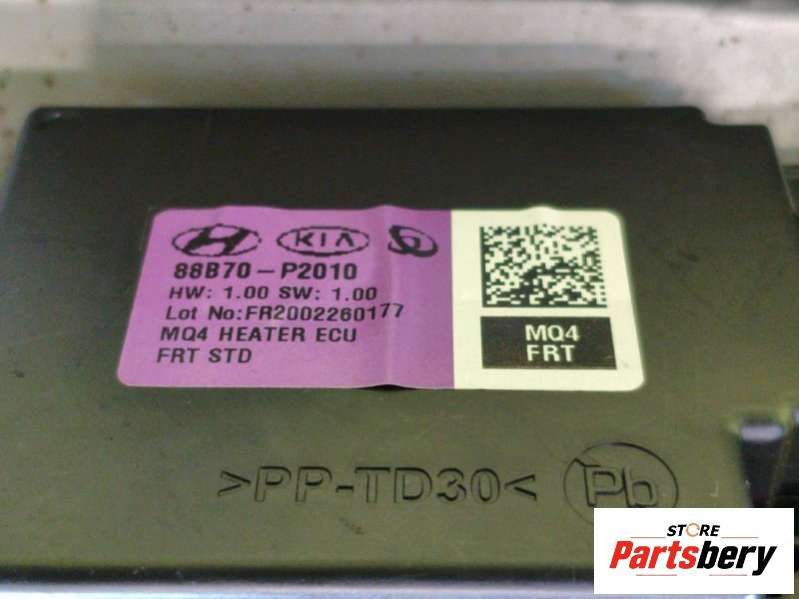 KIA
88B70-P2010
HW: 1.00 SW: 1.00
Lot No:FR2002260177
MQ4 HEATER ECU
FRT STD
MQ4
FRT
>PP-TD30<
Pb
STORE
Partsbery